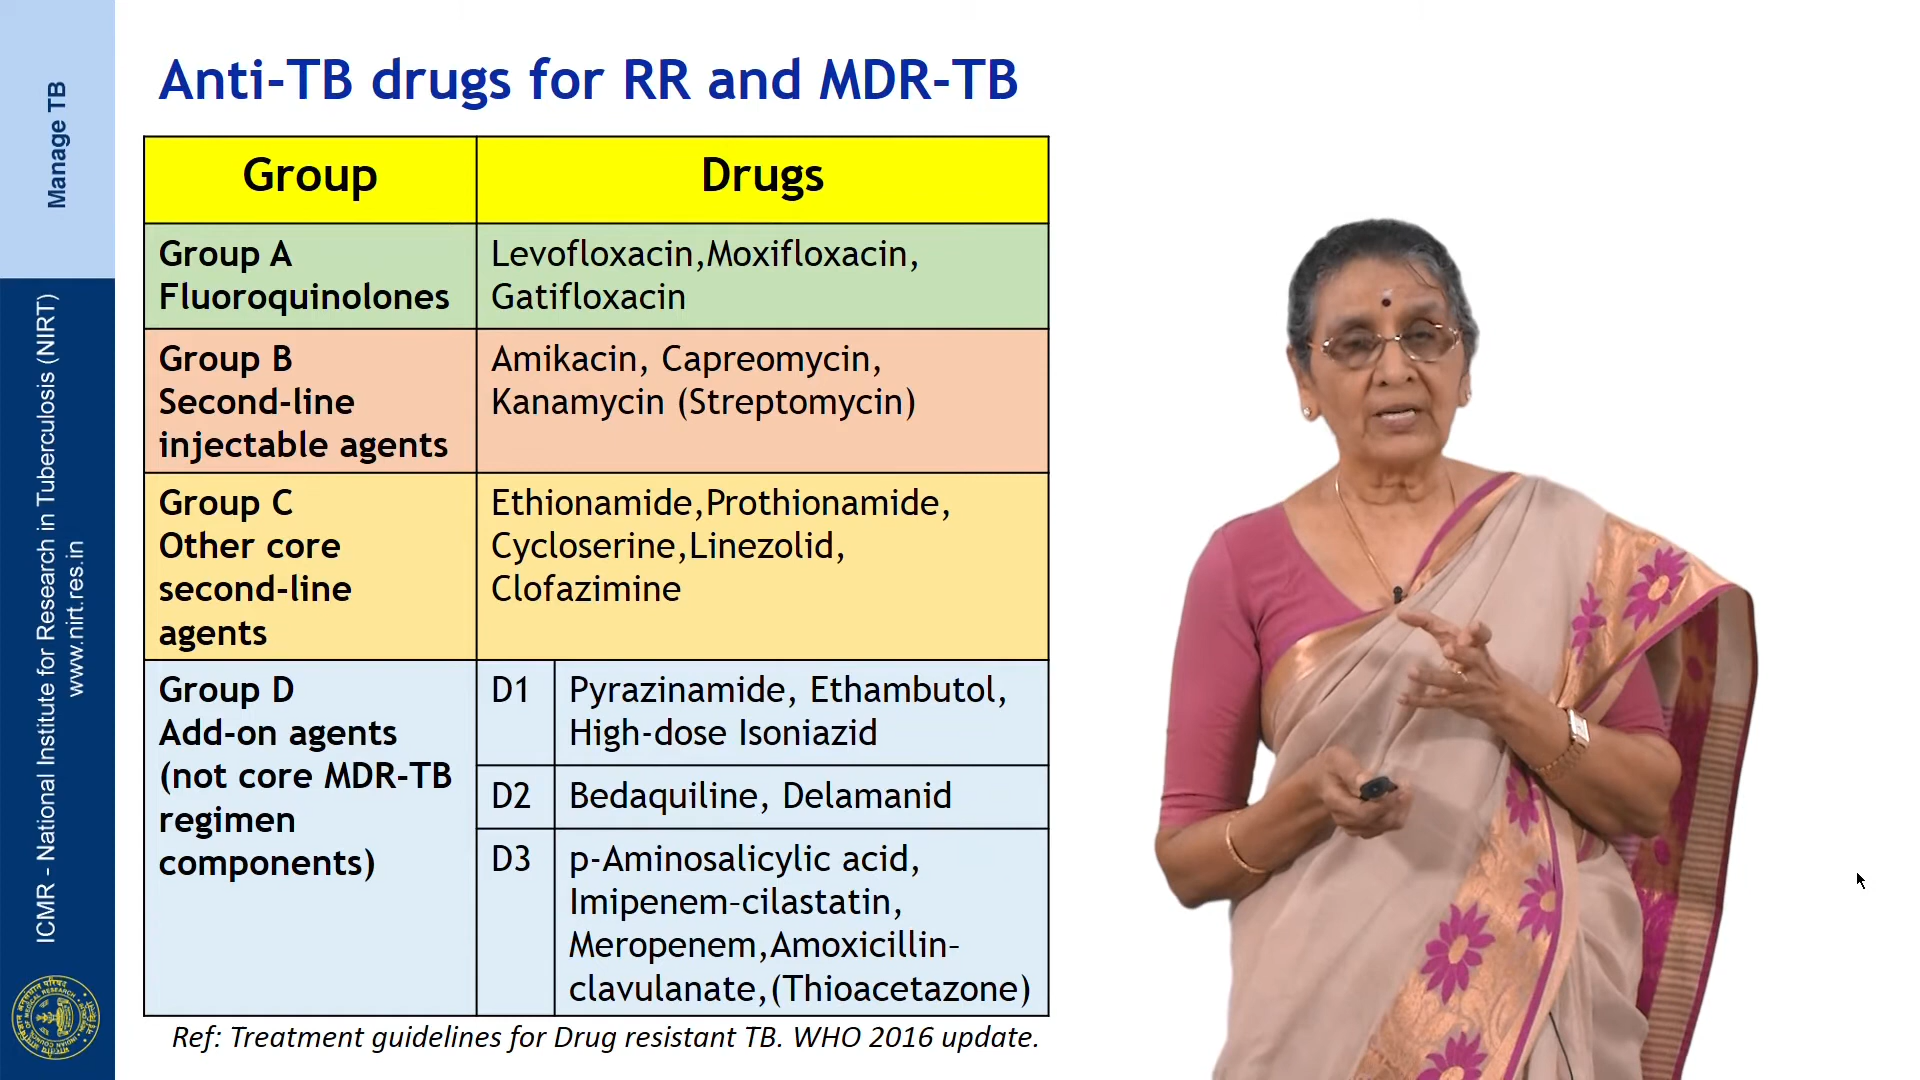 Manage TB
ICMR - National Institute for Research in Tuberculosis (NIRT)
www.nirt.res.in
Anti-TB drugs for RR and MDR-TB
Group
Drugs
Group A
Fluoroquinolones
Levofloxacin,Moxifloxacin,
Gatifloxacin
Group B
Second-line
injectable agents
Amikacin, Capreomycin,
Kanamycin (Streptomycin)
Group C
Other core
second-line
agents
Ethionamide,Prothionamide,
Cycloserine,Linezolid,
Clofazimine
Group D
Add-on agents
(not core MDR-TB
regimen
components)
D1
Pyrazinamide, Ethambutol,
High-dose Isoniazid
D2
Bedaquiline, Delamanid
D3
p-Aminosalicylic acid,
Imipenem–cilastatin,
Meropenem,Amoxicillin-
clavulanate,(Thioacetazone)
Ref: Treatment guidelines for Drug resistant TB. WHO 2016 update.